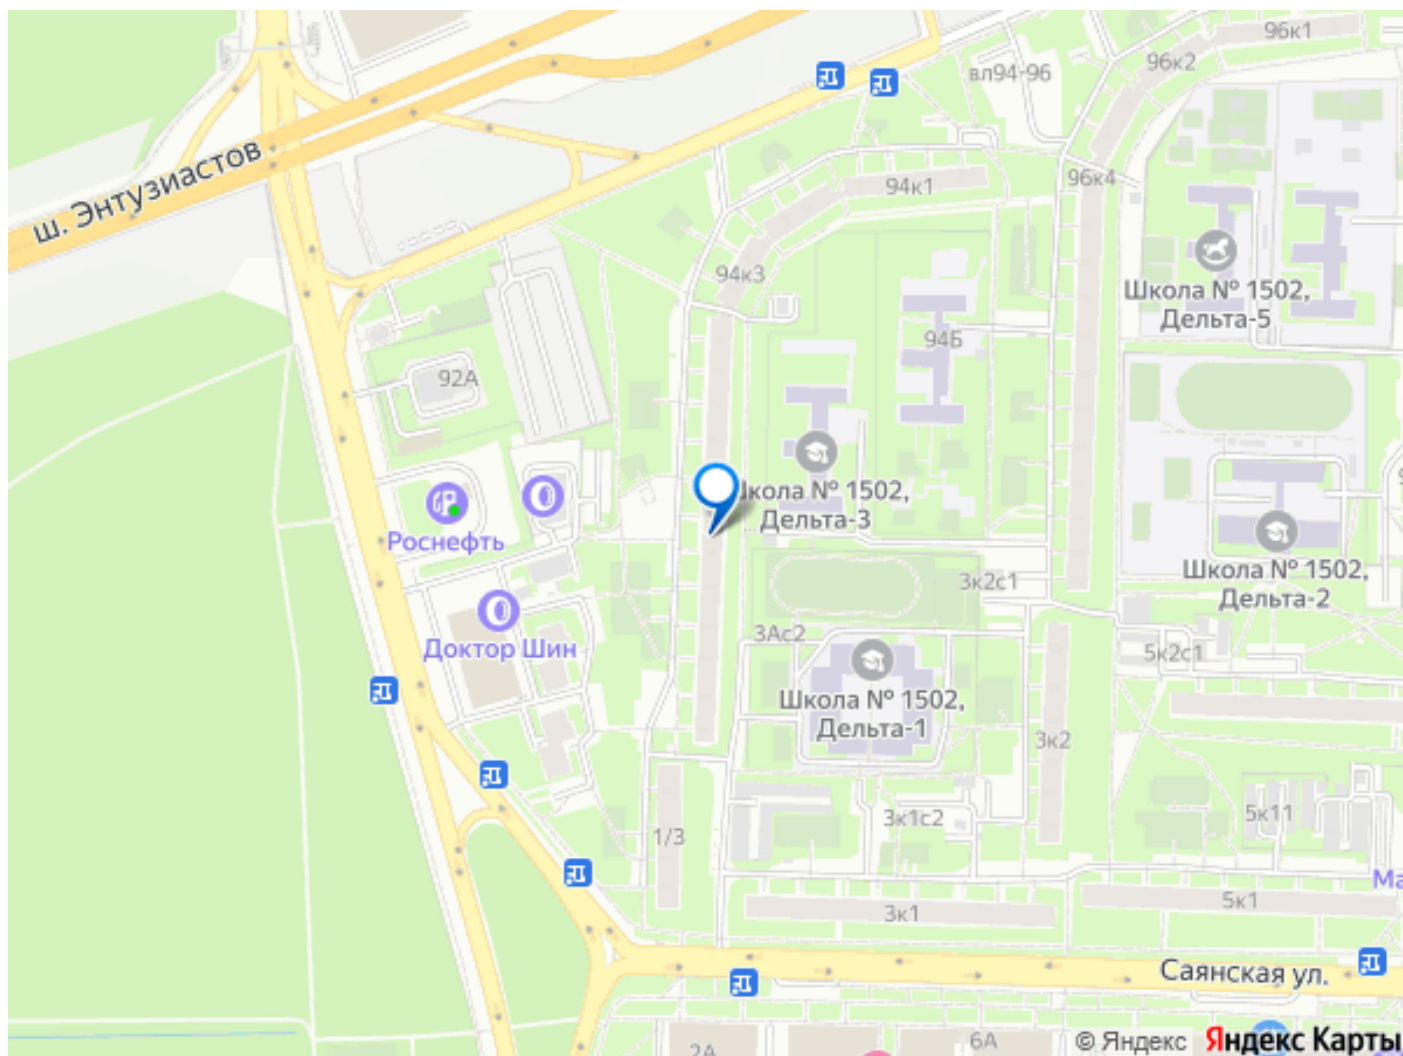 96к1
96к2
вл94-96
ш. Энтузиастов
94к1
96к4
94к3
Школа № 1502,
Дельта-5
94Б
92А
Школа № 1502,
Дельта-3
Роснефть
Школа № 1502,
Дельта-2
3к2с1
Доктор Шин
3Ас2
5к2с1
Школа № 1502,
Дельта-1
3к2
1/3
3к1с2
5к11
Ма
3к1
5к1
Саянская ул.
2А
6А
© Яндекс Яндекс Карты